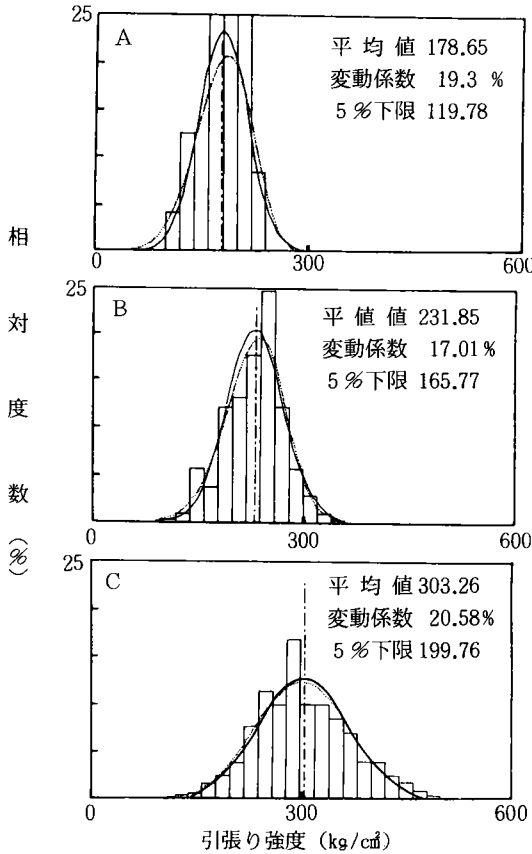 25
A
平均値 178.65
変動係数 19.3 %
5%下限 119.78
0
300
600
25
B
平値値 231.85
変動係数 17.01%
5%下限 165.77
0
300
600
25
C
平均値 303.26
変動係数 20.58%
5%下限 199.76
0
300
600
相対度数(%)
引張り強度 (kg/cm²)